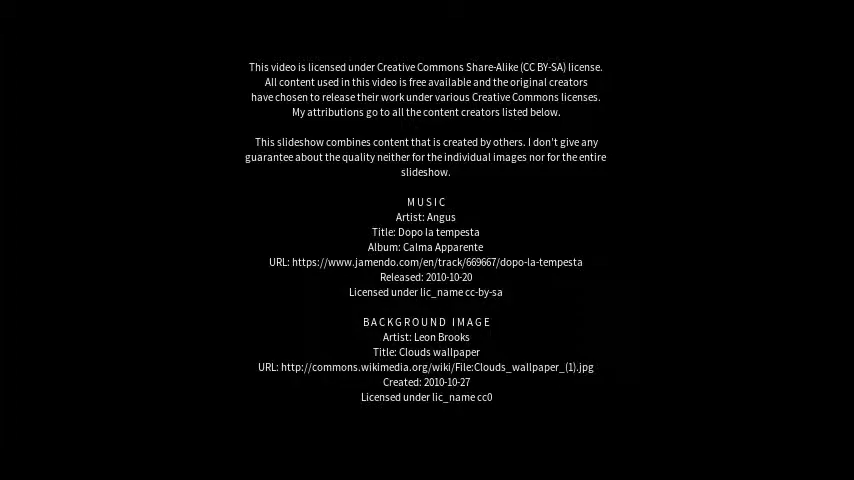 This video is licensed under Creative Commons Share-Alike (CC BY-SA) license.
All content used in this video is free available and the original creators
have chosen to release their work under various Creative Commons licenses.
My attributions go to all the content creators listed below.
This slideshow combines content that is created by others. I don't give any
guarantee about the quality neither for the individual images nor for the entire
slideshow.
M U S I C
Artist: Angus
Title: Dopo la tempesta
Album: Calma Apparente
URL: https://www.jamendo.com/en/track/669667/dopo-la-tempesta
Released: 2010-10-20
Licensed under lic_name cc-by-sa
B A C K G R O U N D   I M A G E
Artist: Leon Brooks
Title: Clouds wallpaper
URL: http://commons.wikimedia.org/wiki/File:Clouds_wallpaper_(1).jpg
Created: 2010-10-27
Licensed under lic_name cc0